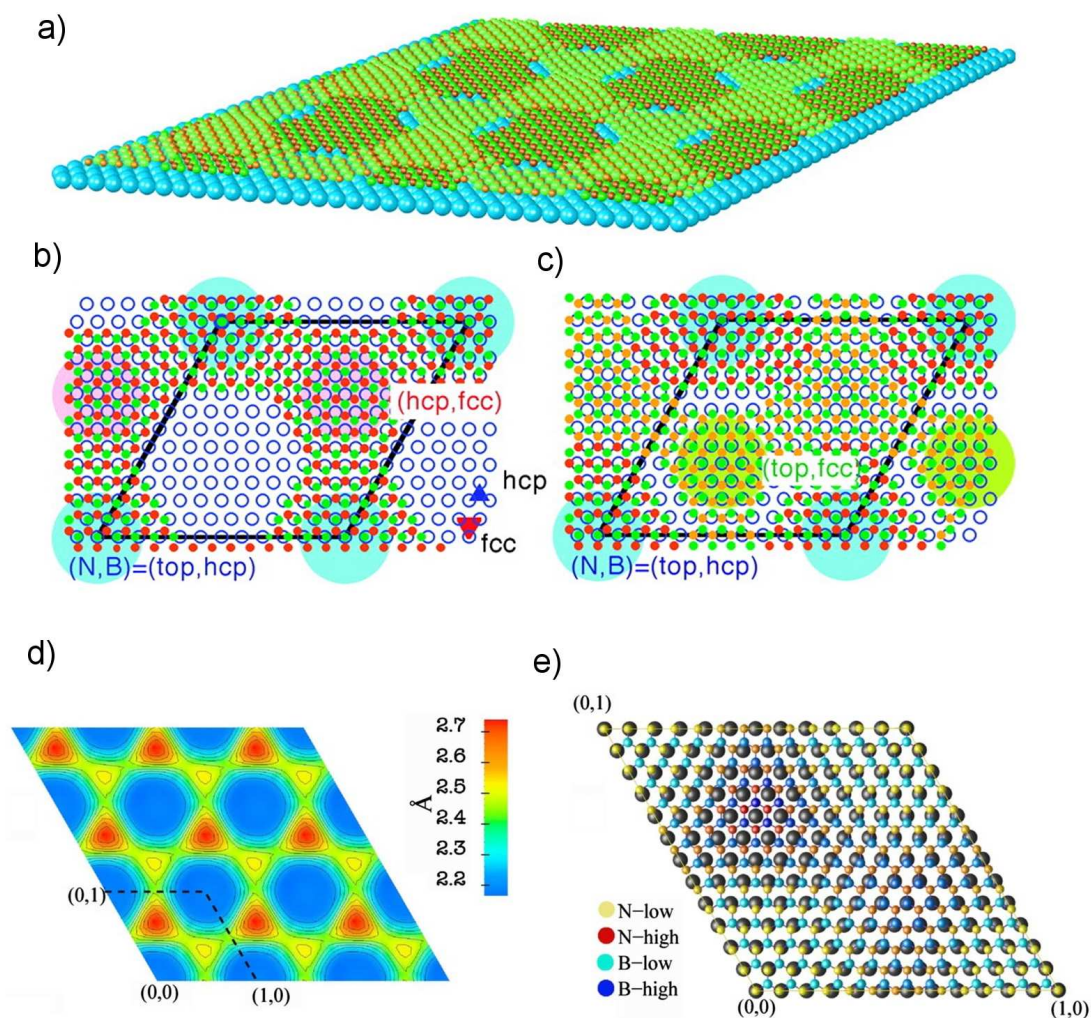 a)
b)
c)
(hcp,fcc)
hcp
fcc
(N,B)=(top,hcp)
(top,fcc)
(N,B)=(top,hcp)
d)
e)
2.7
2.6
2.5
2.4
2.3
2.2
Å
(0,1)
(0,0)
(1,0)
(0,1)
N−low
N−high
B−low
B−high
(0,0)
(1,0)